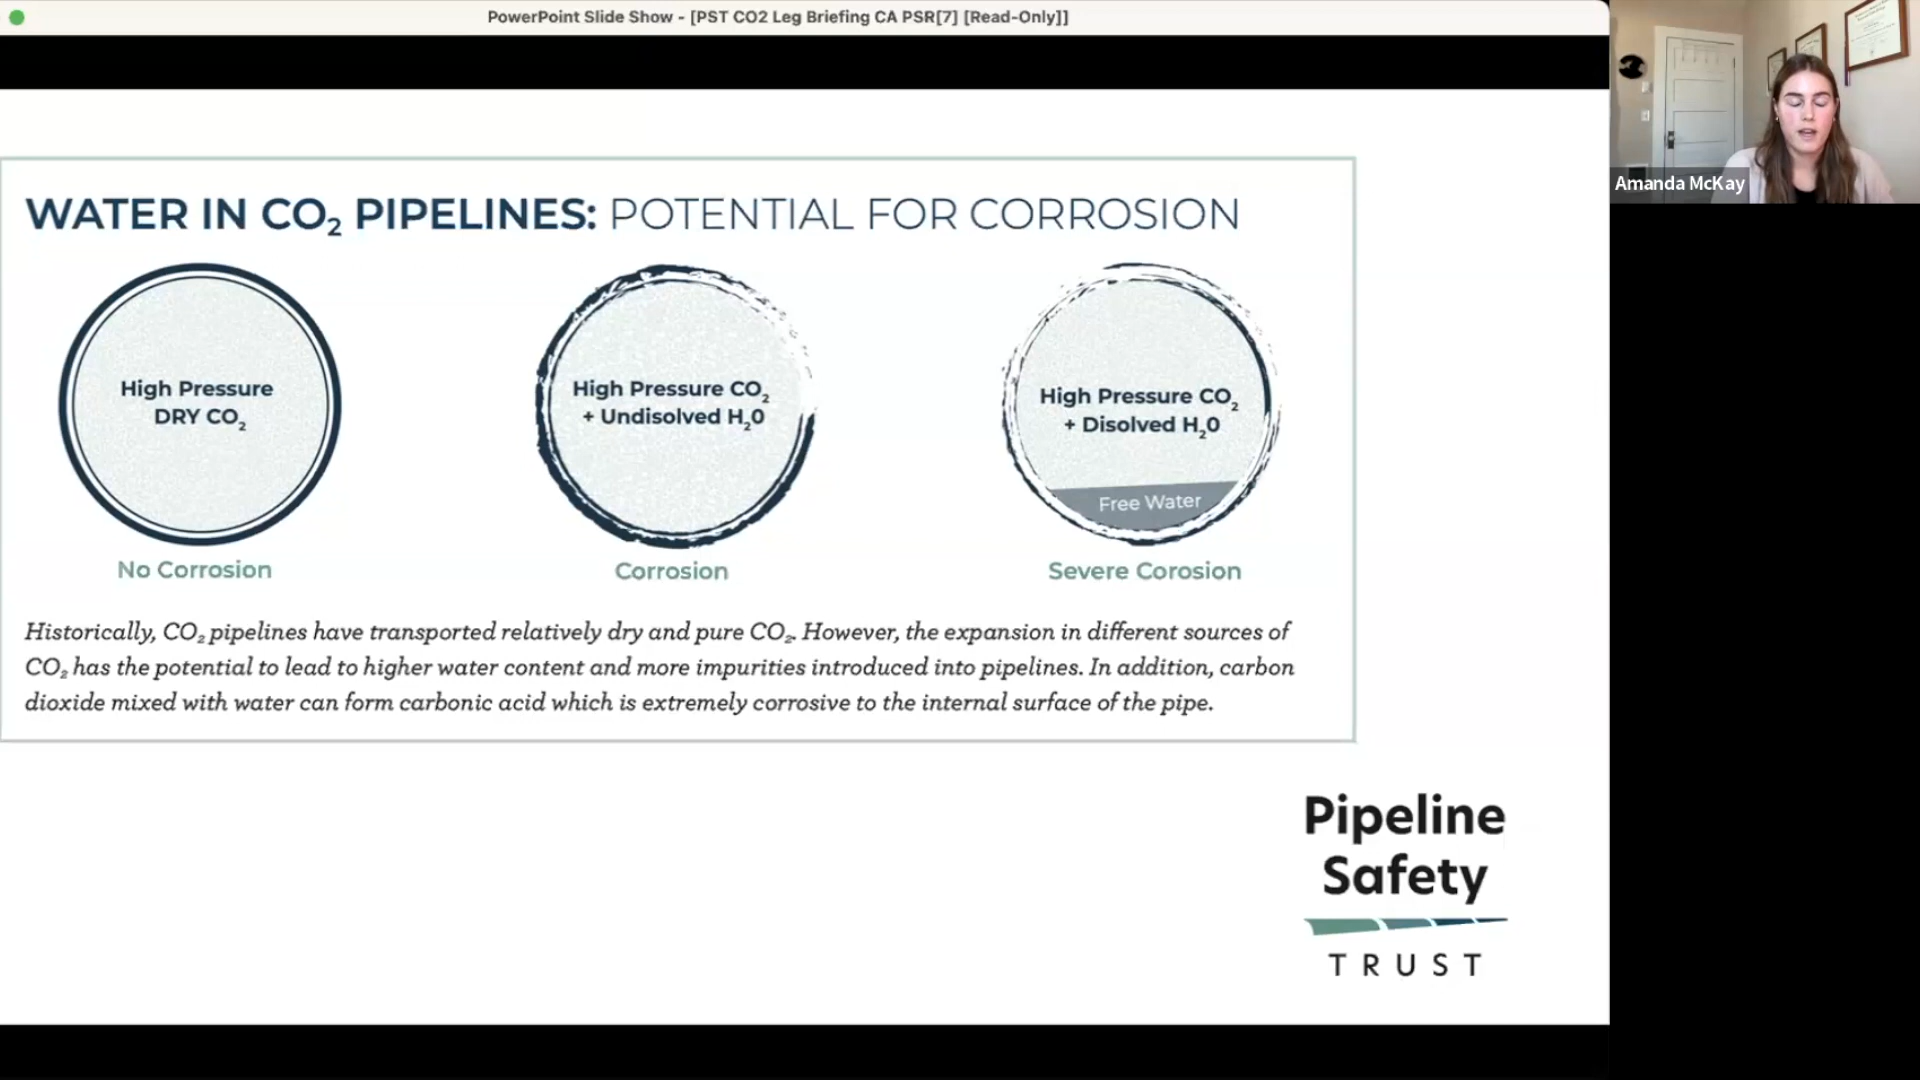 PowerPoint Slide Show - [PST CO2 Leg Briefing CA PSR[7] [Read-Only]]
Amanda McKay
WATER IN CO₂ PIPELINES: POTENTIAL FOR CORROSION
High Pressure
DRY CO₂
No Corrosion
High Pressure CO₂
+ Undisolved H₂0
Corrosion
High Pressure CO₂
+ Disolved H₂0
Free Water
Severe Corosion
Historically, CO₂ pipelines have transported relatively dry and pure CO₂. However, the expansion in different sources of
CO₂ has the potential to lead to higher water content and more impurities introduced into pipelines. In addition, carbon
dioxide mixed with water can form carbonic acid which is extremely corrosive to the internal surface of the pipe.
Pipeline
Safety
TRUST